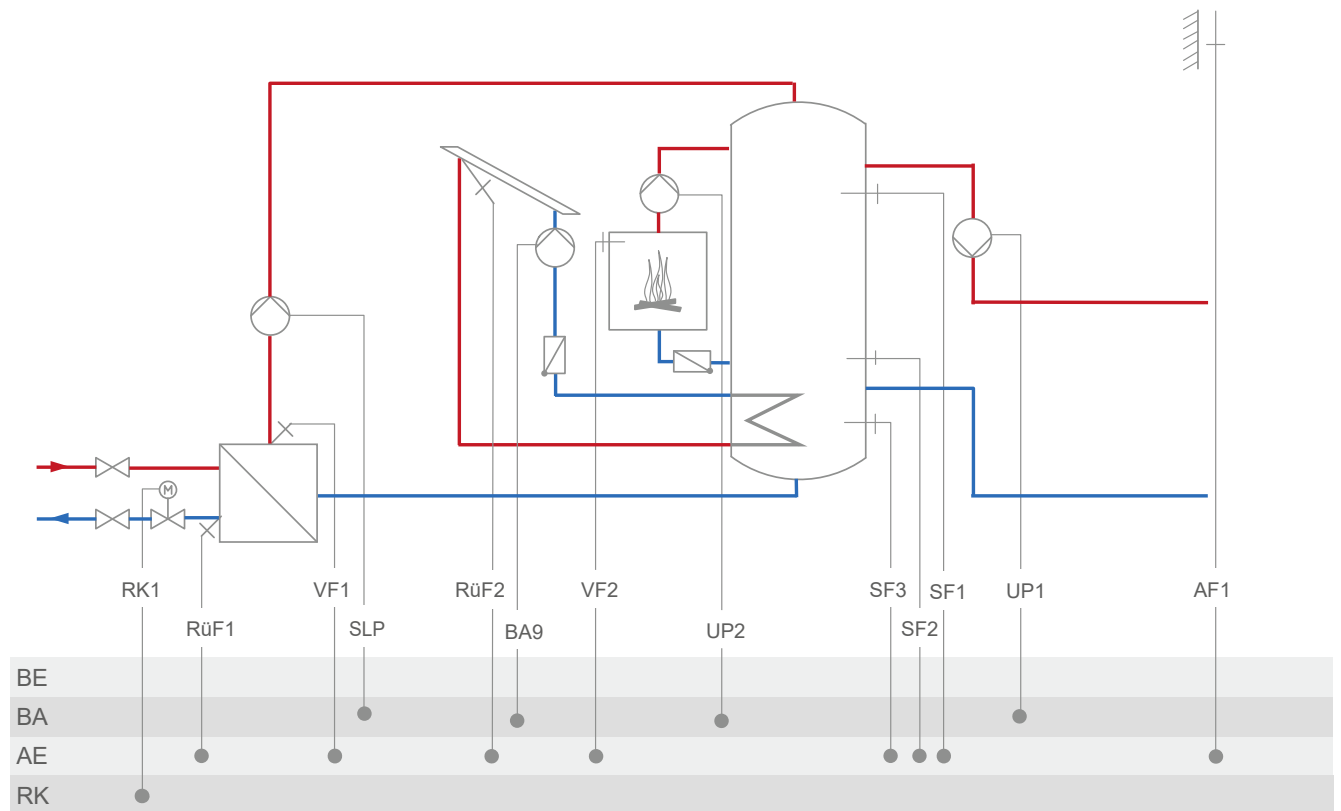 M
RK1
VF1
RüF2
VF2
SF3
SF1
UP1
AF1
RüF1
SLP
BA9
UP2
SF2
BE
BA
AE
RK